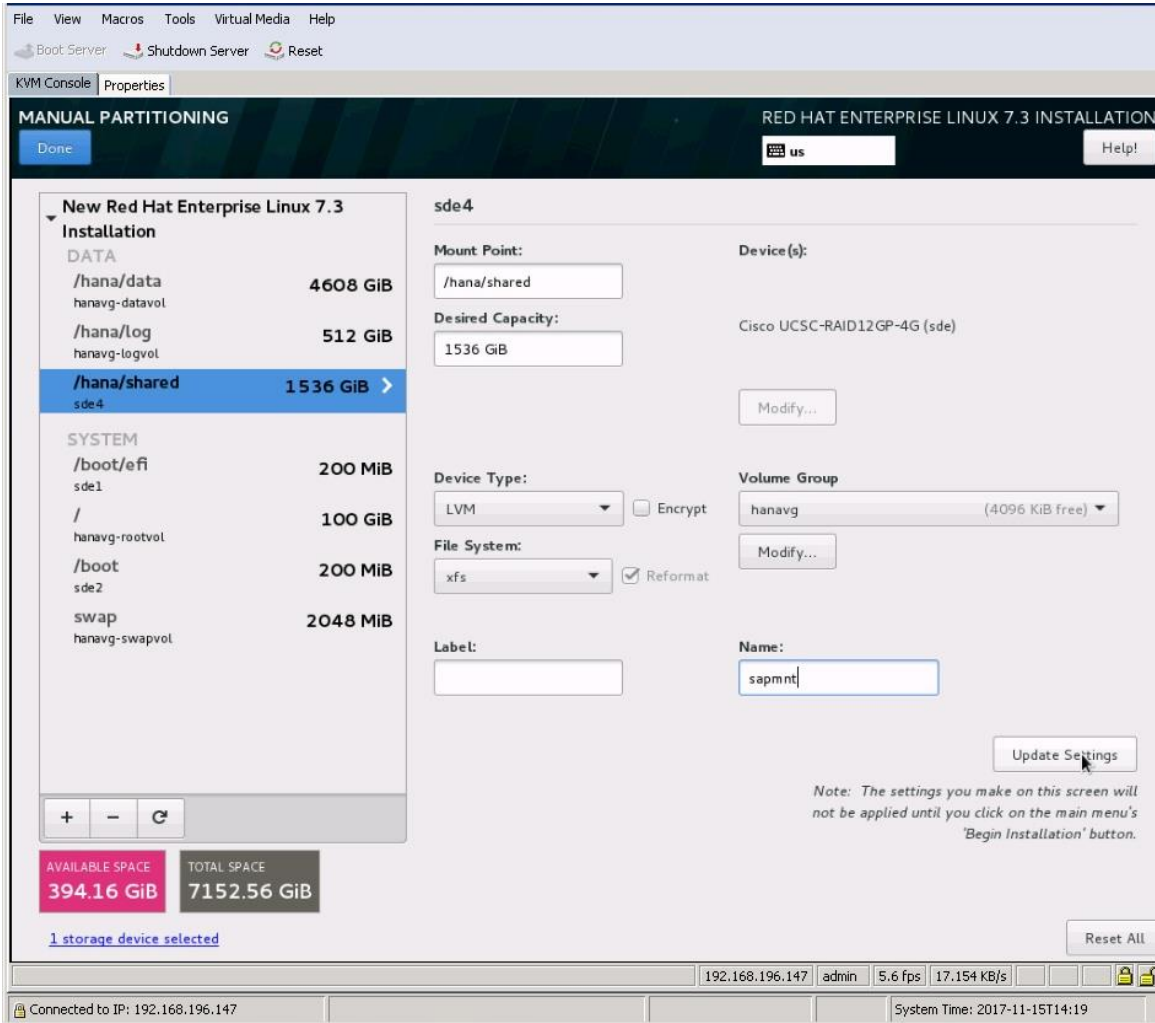 File View Macros Tools Virtual Media Help
Boot Server Shutdown Server Reset
KVM Console Properties
MANUAL PARTITIONING
RED HAT ENTERPRISE LINUX 7.3 INSTALLATION
Done
us
Help!
New Red Hat Enterprise Linux 7.3
Installation
DATA
/hana/data 4608 GiB
hanavg-datavol
/hana/log 512 GiB
hanavg-logvol
/hana/shared 1536 GiB
sde4
SYSTEM
/boot/efi 200 MiB
sde1
/ 100 GiB
hanavg-rootvol
/boot 200 MiB
sde2
swap 2048 MiB
hanavg-swapvol
+ -
AVAILABLE SPACE
394.16 GiB
TOTAL SPACE
7152.56 GiB
1 storage device selected
sde4
Mount Point:
/hana/shared
Desired Capacity:
1536 GiB
Device(s):
Cisco UCSC-RAID12GP-4G (sde)
Modify...
Device Type:
LVM Encrypt
Volume Group
hanavg (4096 KiB free)
File System:
xfs Reformat
Modify...
Label:
Name:
sapmnt
Update Settings
Note: The settings you make on this screen will
not be applied until you click on the main menu's
'Begin Installation' button.
Reset All
192.168.196.147 admin 5.6 fps 17.154 KB/s
Connected to IP: 192.168.196.147
System Time: 2017-11-15T14:19